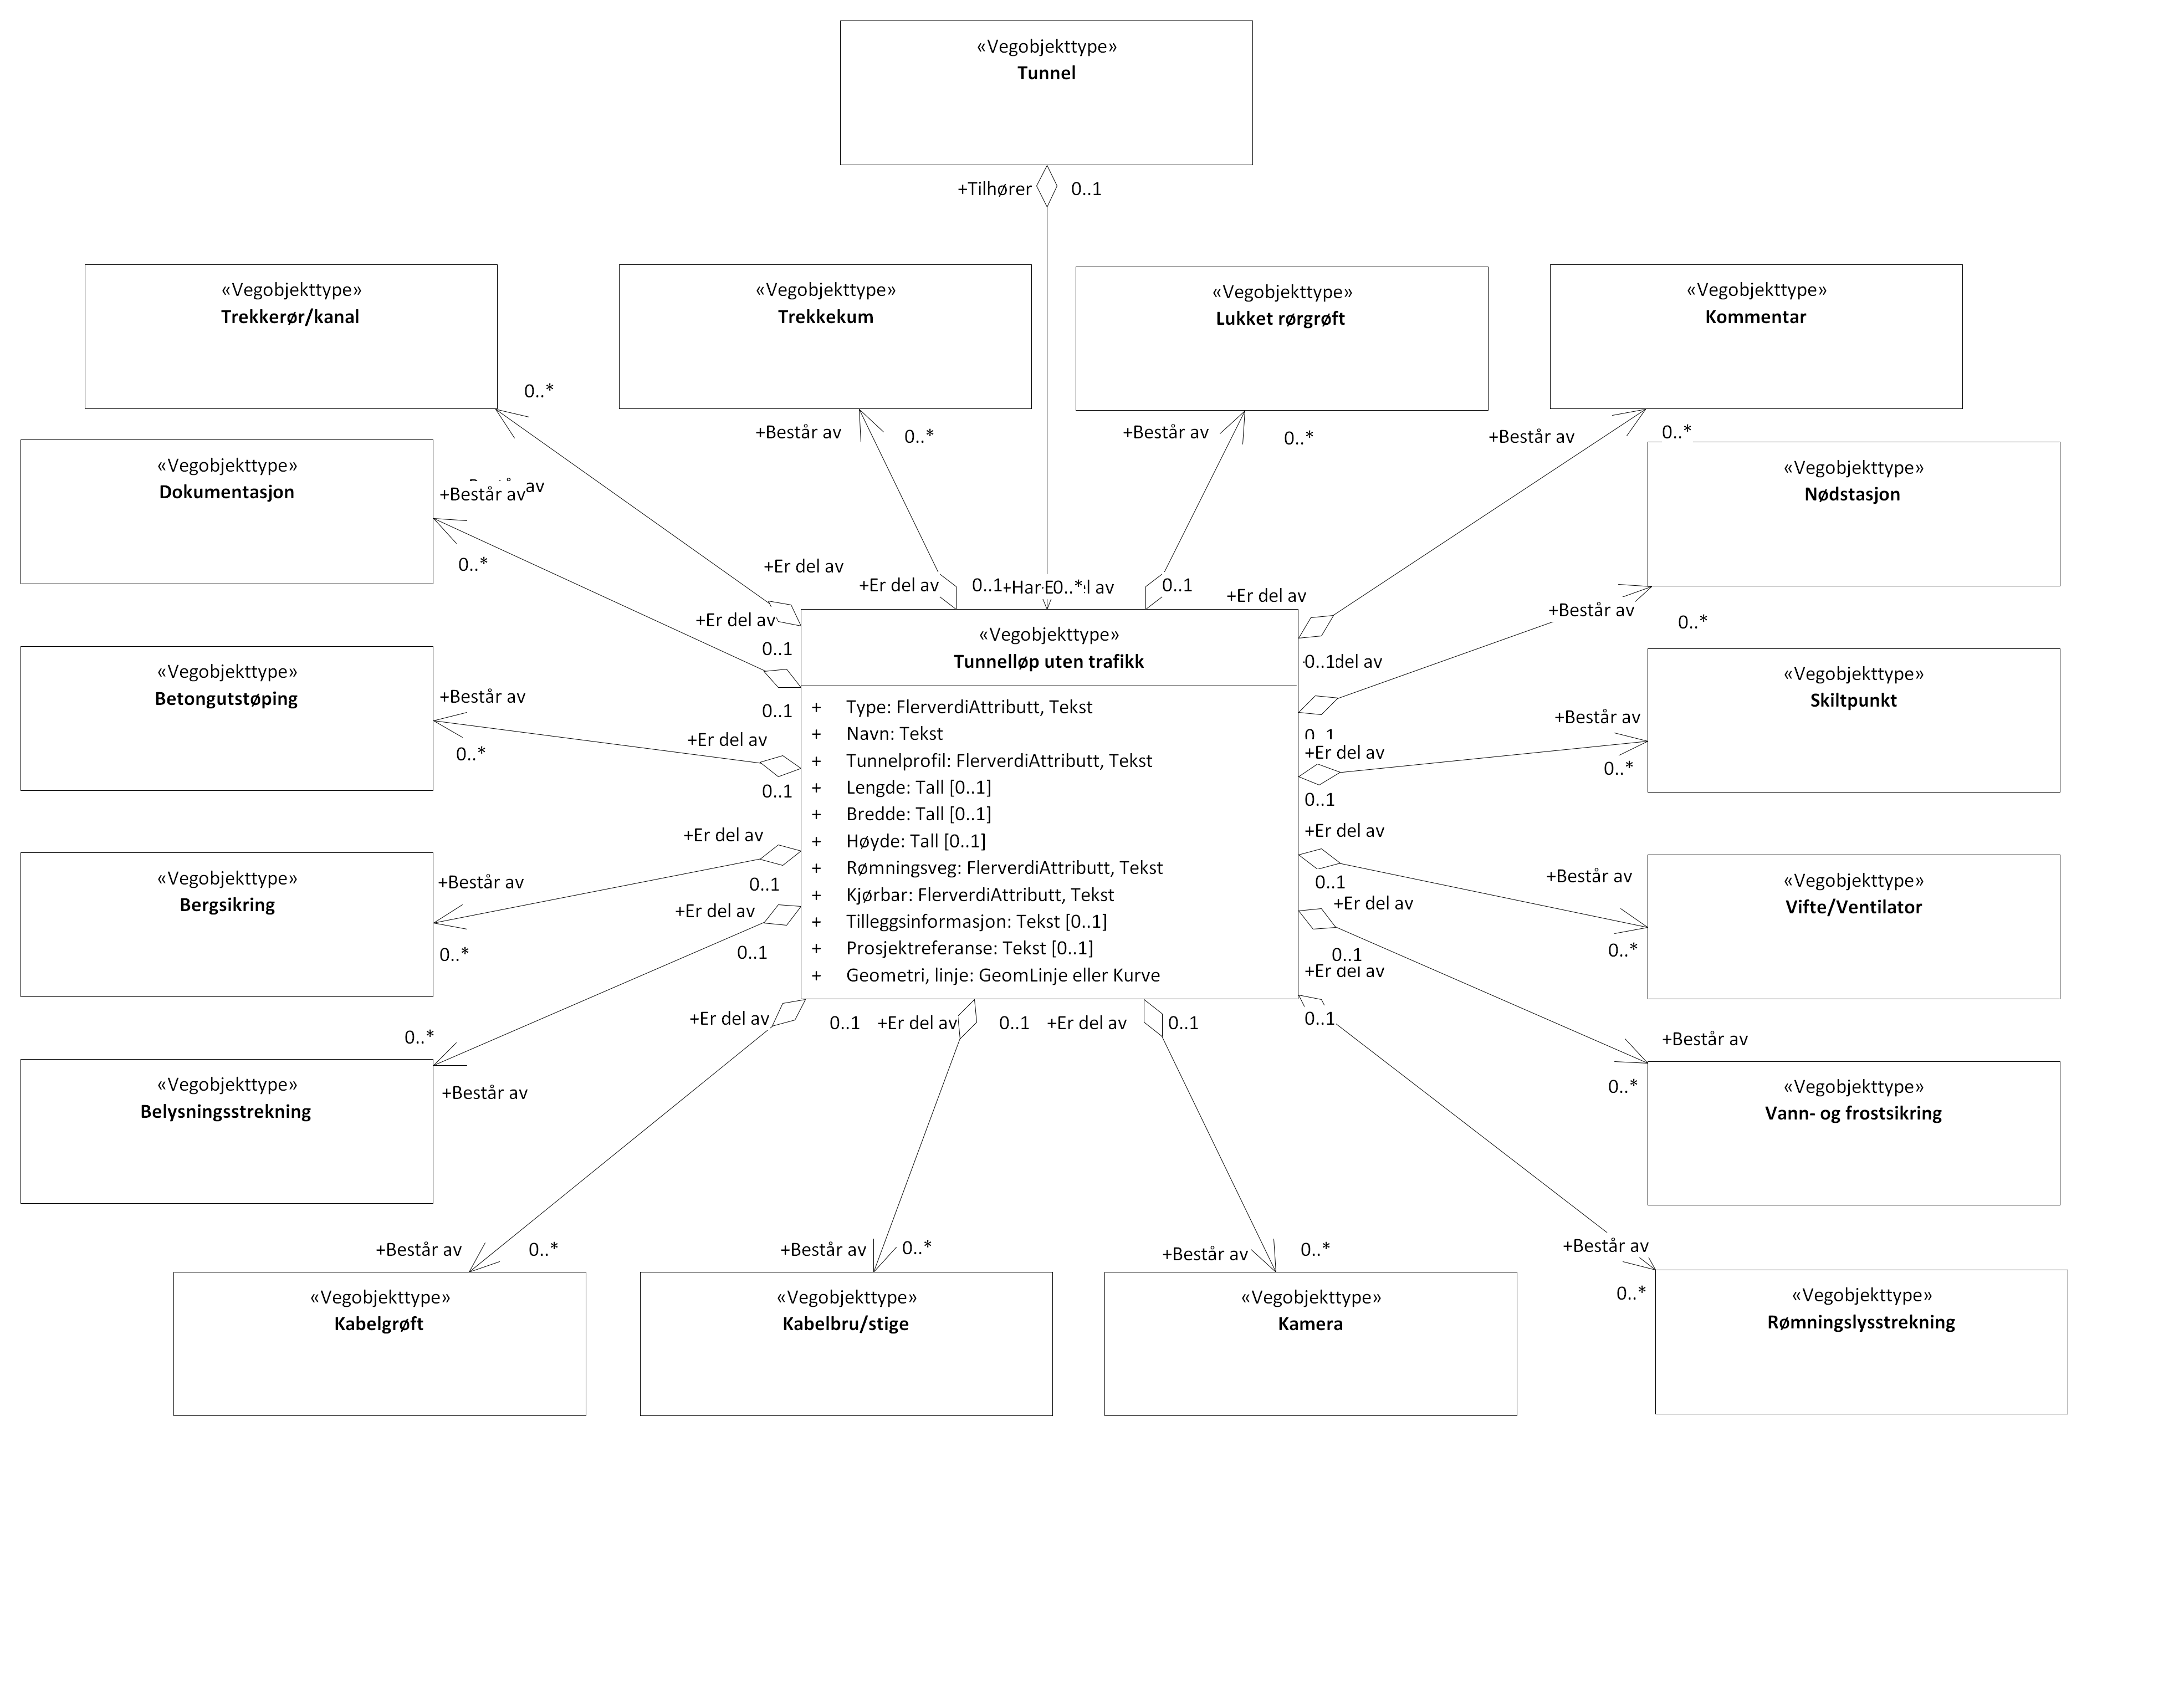 «Vegobjekttype»
Tunnel
+Tilhører
0..1
«Vegobjekttype»
Trekkerør/kanal
«Vegobjekttype»
Trekkekum
«Vegobjekttype»
Lukket rørgrøft
«Vegobjekttype»
Kommentar
0..*
+Består av
0..*
+Består av
0..*
+Består av
0..*
«Vegobjekttype»
Dokumentasjon
av
+Består av
0..*
«Vegobjekttype»
Nødstasjon
+Består av
0..*
+Er del av
+Er del av
+Er del av
0..1
+Har
0..*
av
0..1
+Er del av
0..1
0..1
del av
0..1
0..1
«Vegobjekttype»
Tunnelløp uten trafikk
+ Type: FlerverdiAttributt, Tekst
+ Navn: Tekst
+ Tunnelprofil: FlerverdiAttributt, Tekst
+ Lengde: Tall [0..1]
+ Bredde: Tall [0..1]
+ Høyde: Tall [0..1]
+ Rømningsveg: FlerverdiAttributt, Tekst
+ Kjørbar: FlerverdiAttributt, Tekst
+ Tilleggsinformasjon: Tekst [0..1]
+ Prosjektreferanse: Tekst [0..1]
+ Geometri, linje: GeomLinje eller Kurve
«Vegobjekttype»
Betongutstøping
+Består av
0..*
+Er del av
0..1
+Er del av
0..1
+Består av
0..*
«Vegobjekttype»
Skiltpunkt
«Vegobjekttype»
Bergsikring
+Består av
0..*
+Er del av
0..1
+Er del av
0..1
+Består av
0..*
«Vegobjekttype»
Vifte/Ventilator
+Er del av
0..1
+Er del av
0..1
0..*
+Består av
«Vegobjekttype»
Belysningsstrekning
+Består av
0..*
«Vegobjekttype»
Vann- og frostsikring
+Er del av
0..1
+Er del av
0..1
+Er del av
0..1
+Er del av
0..1
+Består av
0..*
+Består av
0..*
+Består av
0..*
+Består av
0..*
«Vegobjekttype»
Kabelgrøft
«Vegobjekttype»
Kabelbru/stige
«Vegobjekttype»
Kamera
«Vegobjekttype»
Rømningslysstrekning